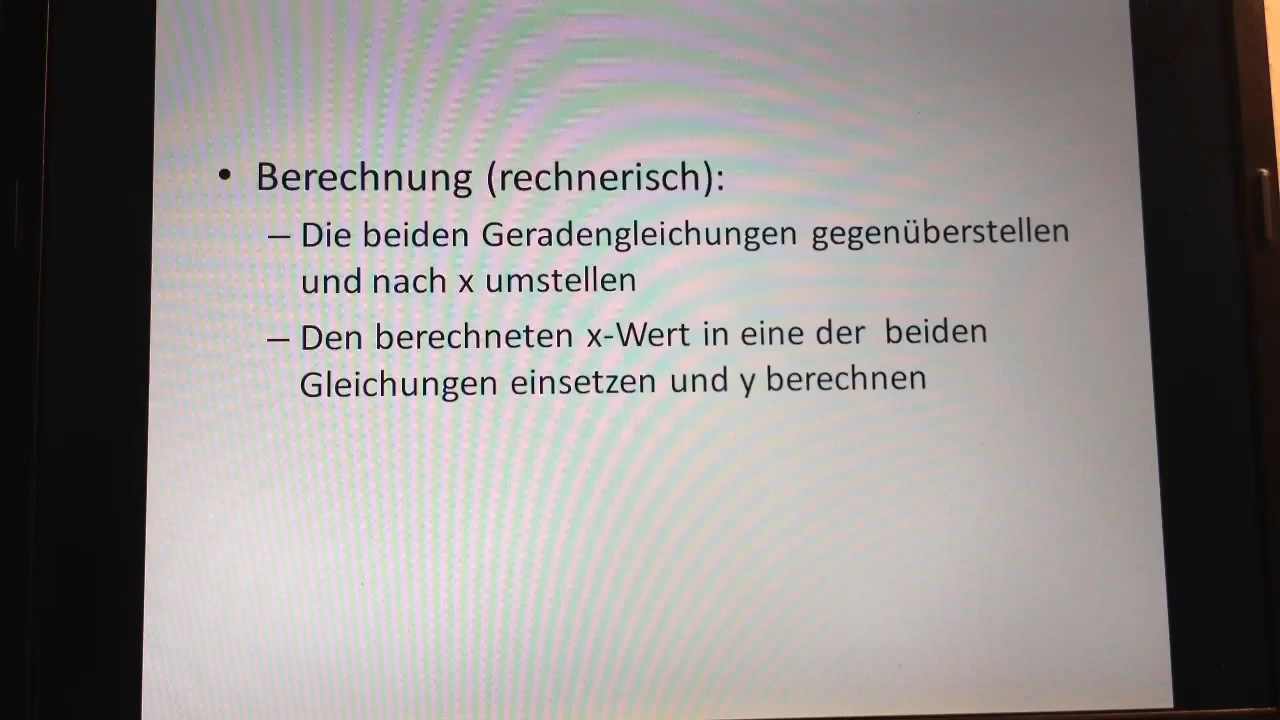 • Berechnung (rechnerisch):
– Die beiden Geradengleichungen gegenüberstellen
und nach x umstellen
– Den berechneten x-Wert in eine der beiden
Gleichungen einsetzen und y berechnen